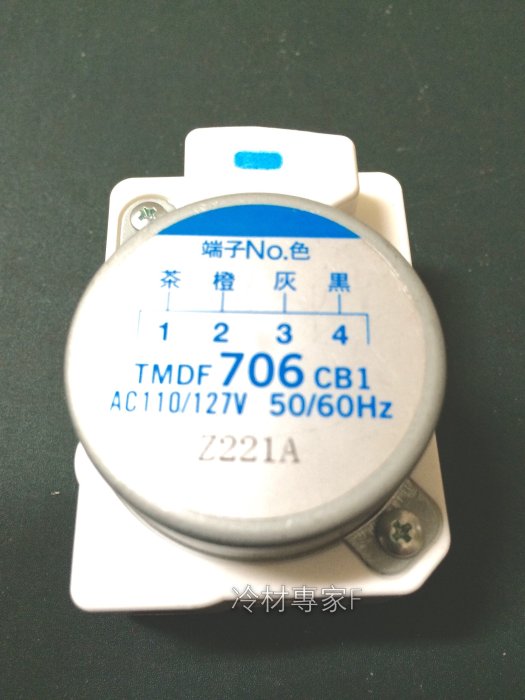 端子No.色
茶 橙 灰 黒
1 2 3 4
TMDF 706 CB1
AC110/127V 50/60Hz
Z221A
冷材專家F